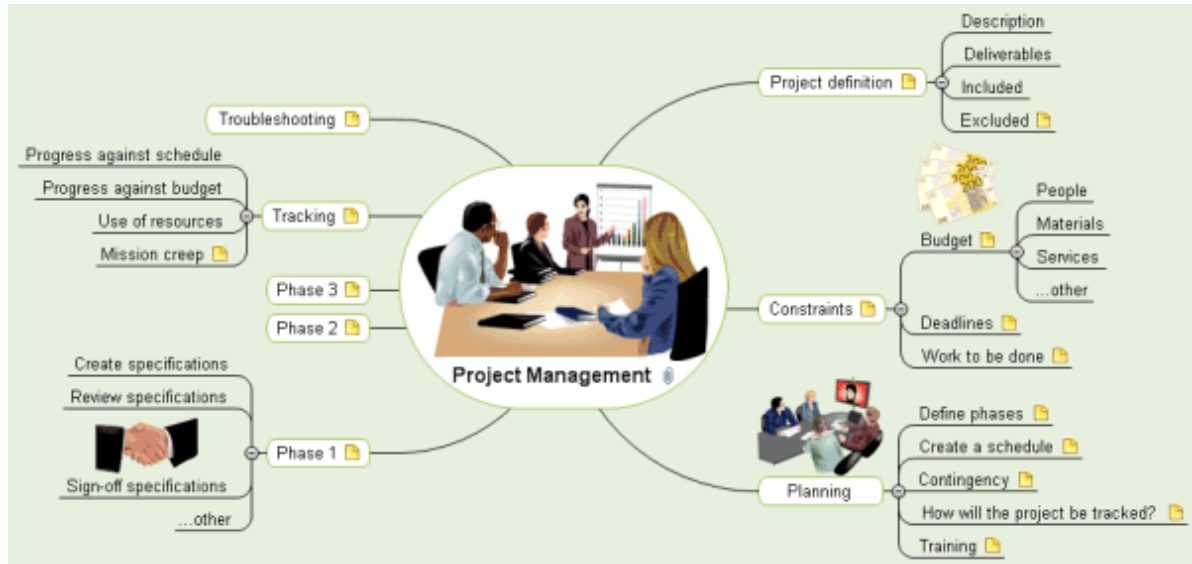 Project Management
Project definition
Description
Deliverables
Included
Excluded
Constraints
Budget
200
People
Materials
Services
...other
Deadlines
Work to be done
Planning
Define phases
Create a schedule
Contingency
How will the project be tracked?
Training
Phase 1
Create specifications
Review specifications
Sign-off specifications
...other
Phase 2
Phase 3
Tracking
Progress against schedule
Progress against budget
Use of resources
Mission creep
Troubleshooting